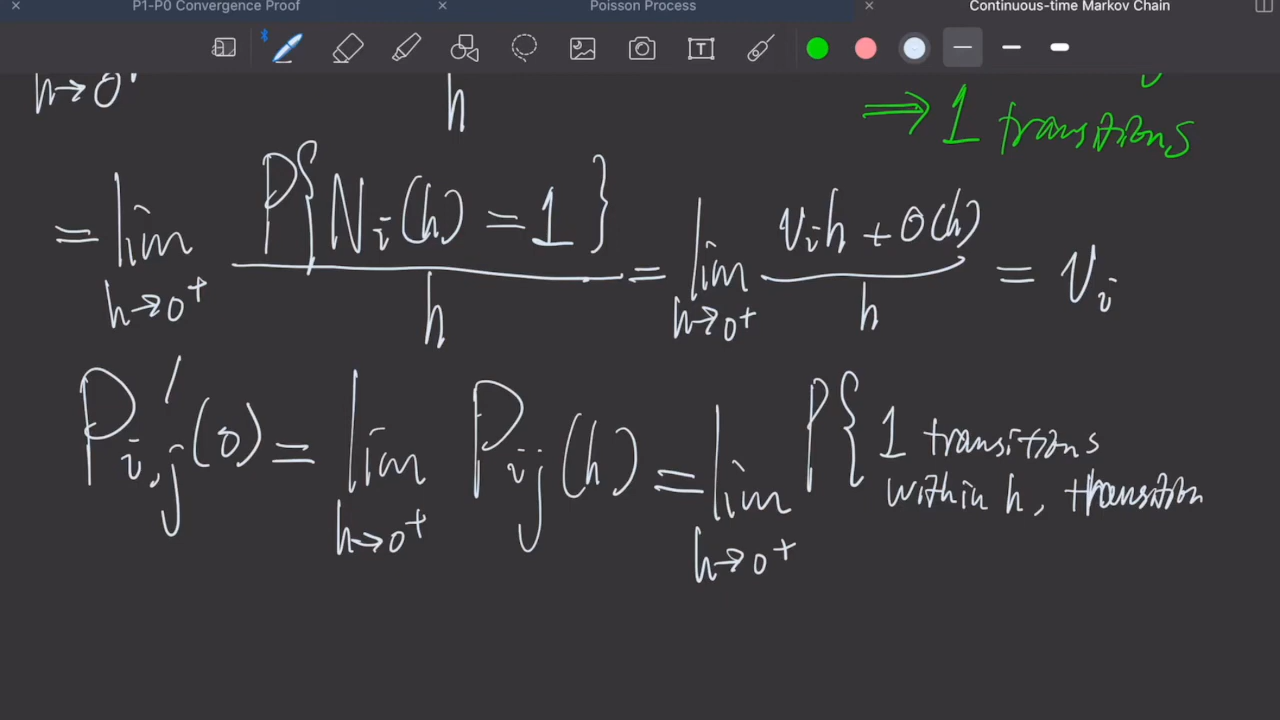 P1-P0 Convergence Proof
Poisson Process
Continuous-time Markov Chain
h→0⁺ h
⇒ 1 transitions
= lim h→0⁺ P{Nᵢ(h) = 1} / h = lim h→0⁺ vᵢh + o(h) / h = vᵢ
Pᵢ,ⱼ′(0) = lim h→0⁺ Pᵢⱼ(h) = lim h→0⁺ P{1 transitions
within h, transition